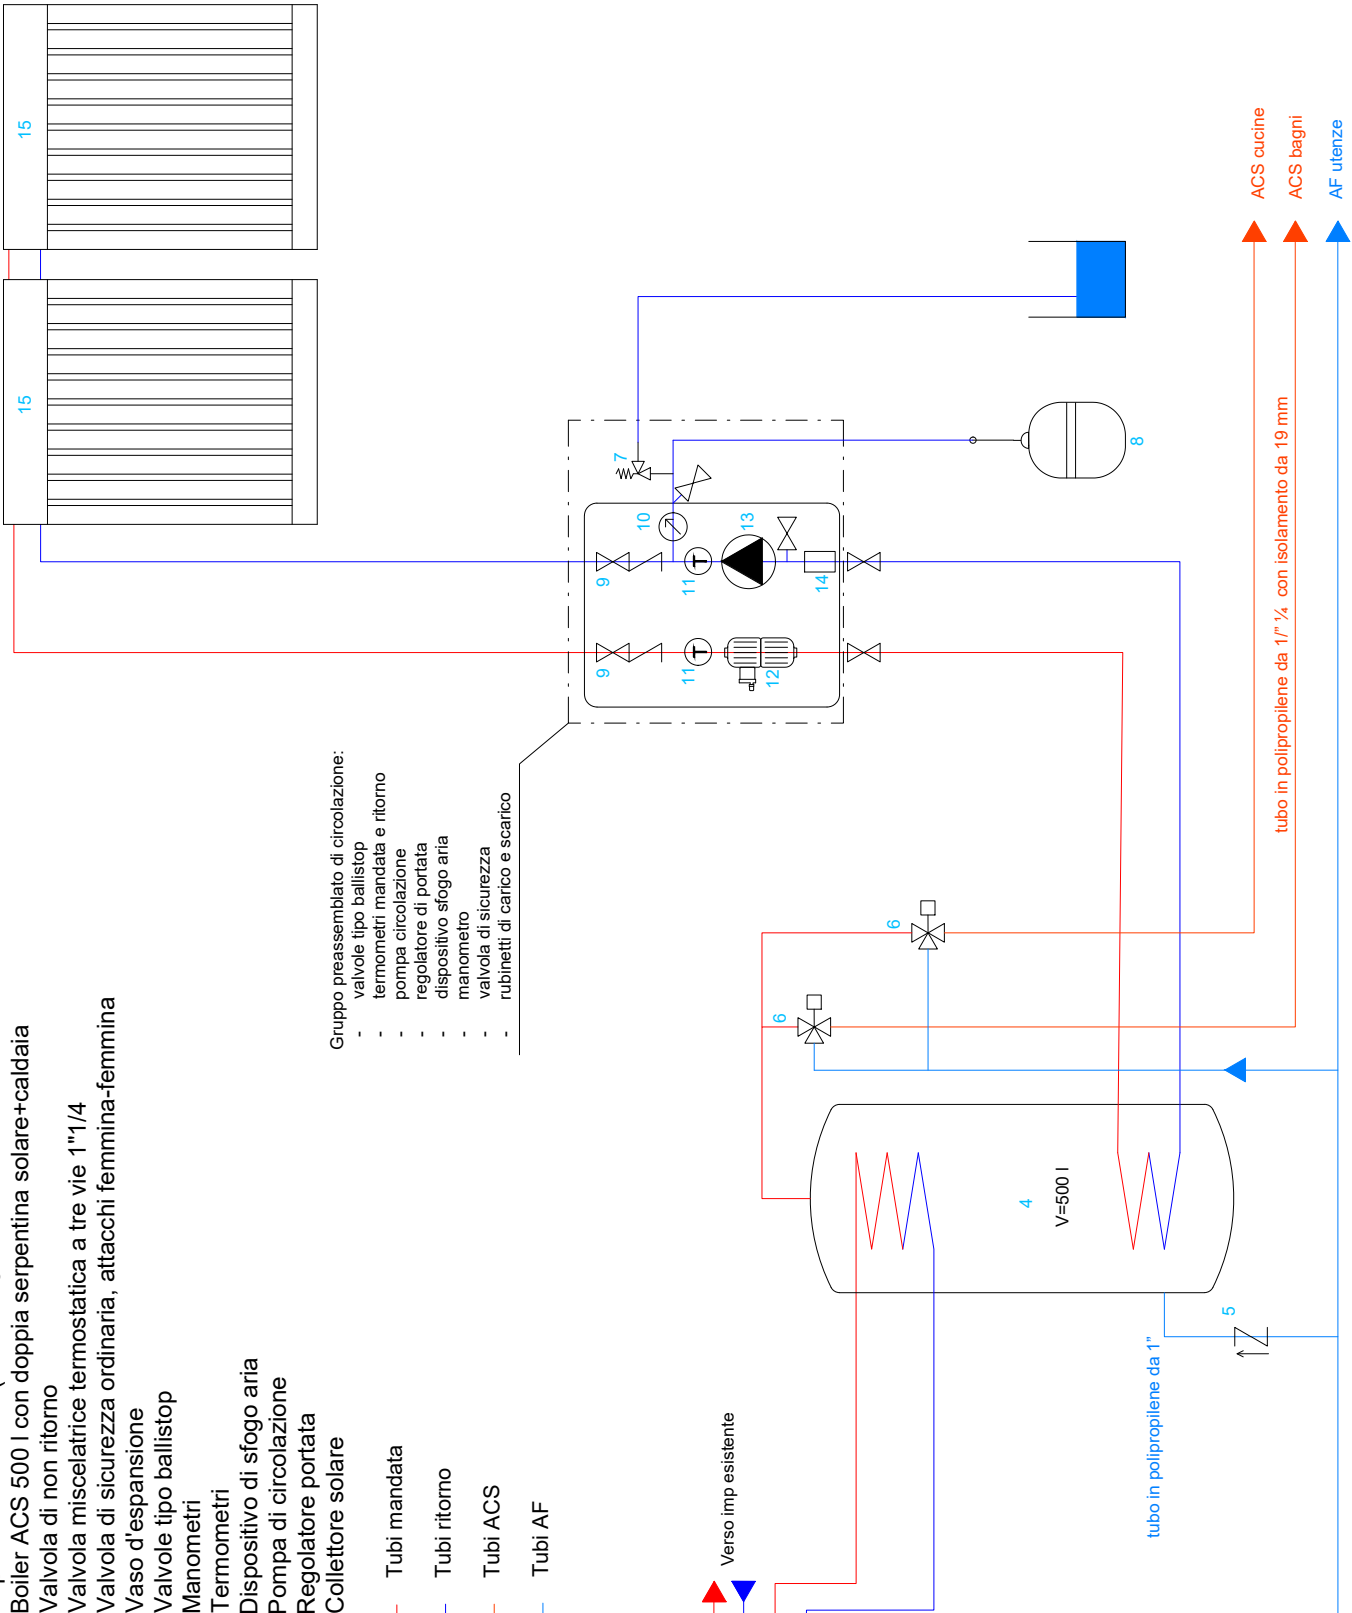 Boiler ACS 500 l con doppia serpentina solare+caldaia
Valvola di non ritorno
Valvola miscelatrice termostatica a tre vie 1"1/4
Valvola di sicurezza ordinaria, attacchi femmina-femmina
Vaso d'espansione
Valvole tipo ballistop
Manometri
Termometri
Dispositivo di sfogo aria
Pompa di circolazione
Regolatore portata
Collettore solare
Tubi mandata
Tubi ritorno
Tubi ACS
Tubi AF
Gruppo preassemblato di circolazione:
- valvole tipo ballistop
- termometri mandata e ritorno
- pompa circolazione
- regolatore di portata
- dispositivo sfogo aria
- manometro
- valvola di sicurezza
- rubinetti di carico e scarico
15
15
7
10
13
9
11
14
9
11
12
8
6
6
4
V=500 l
5
Verso imp esistente
tubo in polipropilene da 1"
tubo in polipropilene da 1/" ¼ con isolamento da 19 mm
ACS cucine
ACS bagni
AF utenze